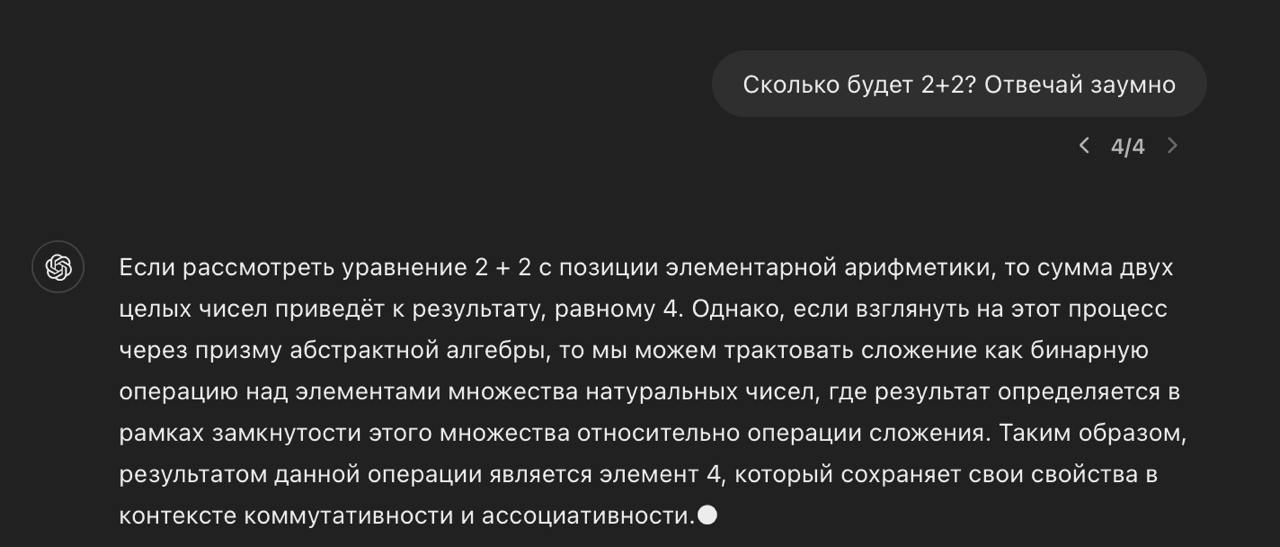 Сколько будет 2+2? Отвечай заумно
4/4
Если рассмотреть уравнение 2 + 2 с позиции элементарной арифметики, то сумма двух
целых чисел приведёт к результату, равному 4. Однако, если взглянуть на этот процесс
через призму абстрактной алгебры, то мы можем трактовать сложение как бинарную
операцию над элементами множества натуральных чисел, где результат определяется в
рамках замкнутости этого множества относительно операции сложения. Таким образом,
результатом данной операции является элемент 4, который сохраняет свои свойства в
контексте коммутативности и ассоциативности.